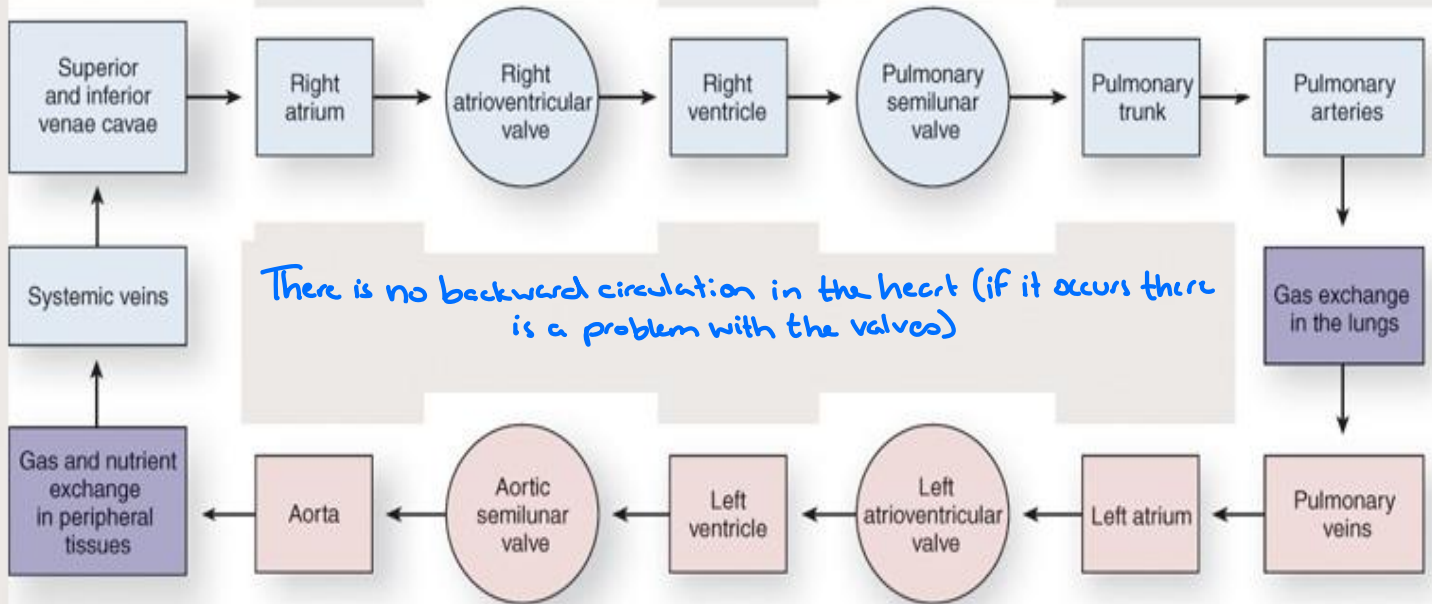 Superior
and inferior
venae cavae
Right
atrium
Right
atrioventricular
valve
Right
ventricle
Pulmonary
semilunar
valve
Pulmonary
trunk
Pulmonary
arteries
Systemic veins
There is no backward circulation in the heart (if it occurs there
is a problem with the valves)
Gas exchange
in the lungs
Gas and nutrient
exchange
in peripheral
tissues
Aorta
Aortic
semilunar
valve
Left
ventricle
Left
atrioventricular
valve
Left atrium
Pulmonary
veins